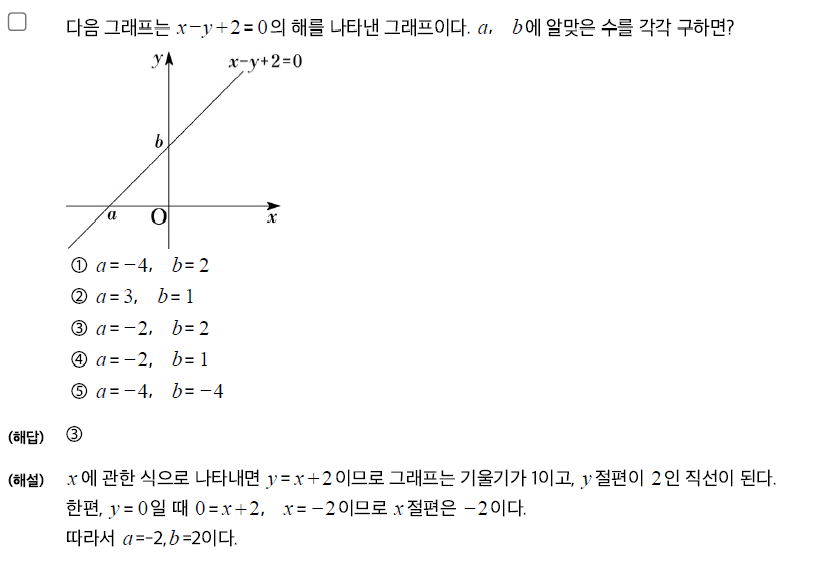 다음 그래프는 x-y+2=0의 해를 나타낸 그래프이다. a, b에 알맞은 수를 각각 구하면?
y x-y+2=0
b
a O x
① a=-4, b=2
② a=3, b=1
③ a=-2, b=2
④ a=-2, b=1
⑤ a=-4, b=-4
(해답) ③
(해설) x에 관한 식으로 나타내면 y=x+2이므로 그래프는 기울기가 1이고, y절편이 2인 직선이 된다.
한편, y=0일 때 0=x+2, x=-2이므로 x절편은 -2이다.
따라서 a=-2, b=2이다.